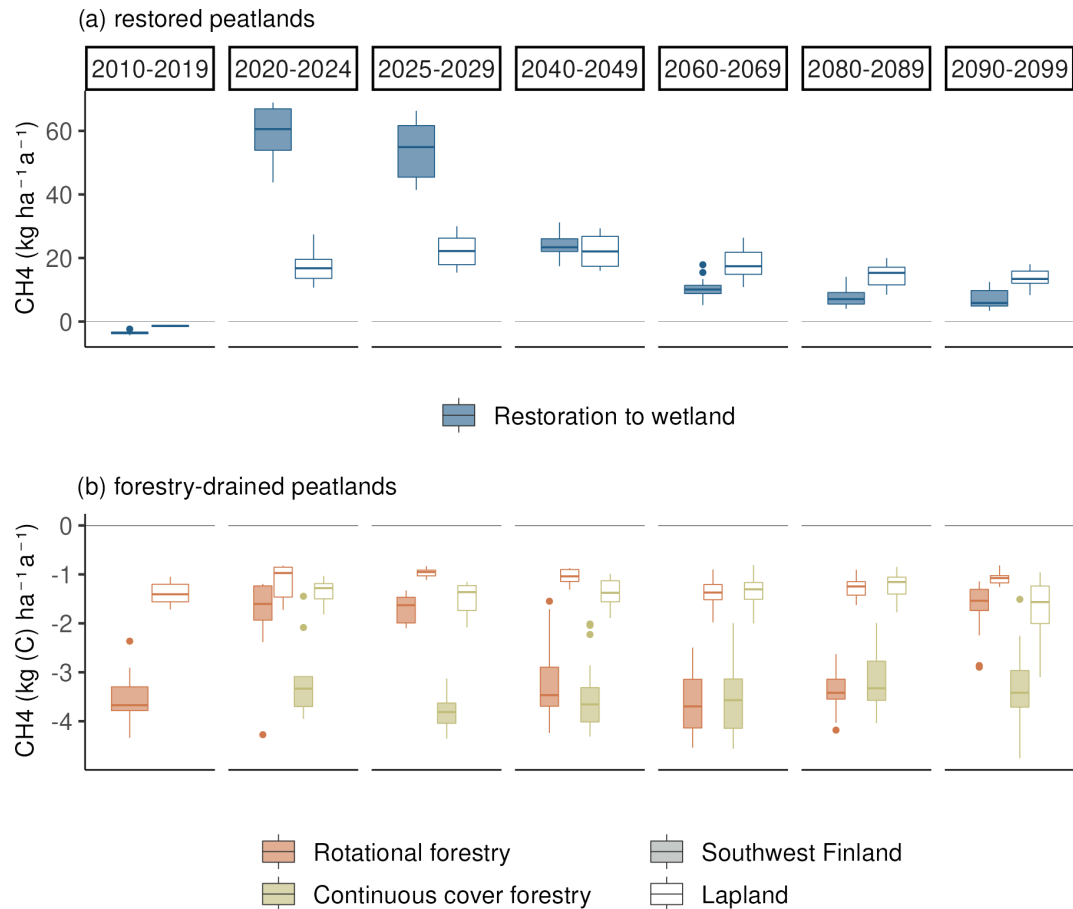 (a) restored peatlands
2010-2019 2020-2024 2025-2029 2040-2049 2060-2069 2080-2089 2090-2099
CH4 (kg ha⁻¹a⁻¹)
60
40
20
0
Restoration to wetland
(b) forestry-drained peatlands
CH4 (kg (C) ha⁻¹a⁻¹)
0
-1
-2
-3
-4
Rotational forestry Southwest Finland
Continuous cover forestry Lapland